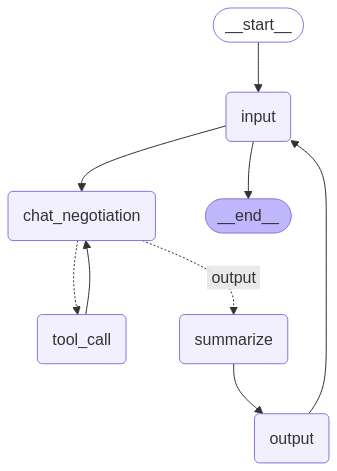 __start__
input
chat_negotiation
__end__
output
tool_call
summarize
output